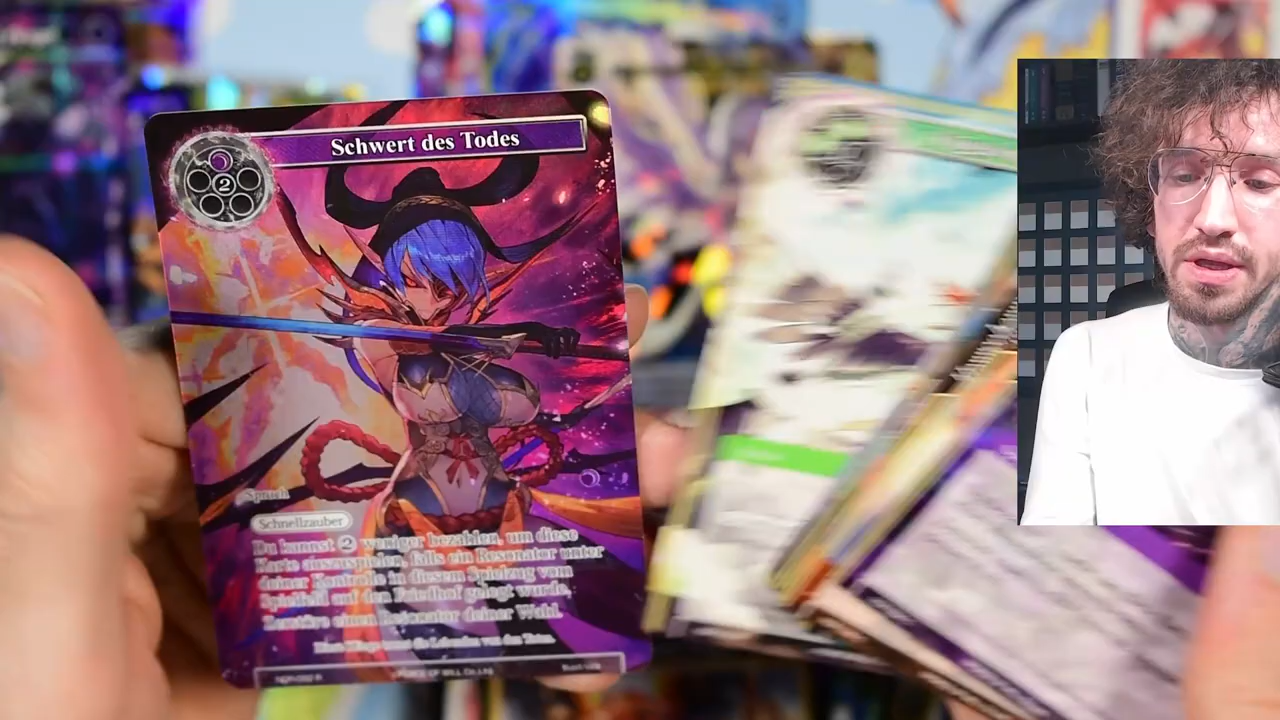 Schwert des Todes
2
Spruch
Schnellzauber
Du kannst 2 weniger bezahlen, um diese
Karte auszuspielen, falls ein Resonator unter
deiner Kontrolle in diesem Spielzug vom
Spielfeld auf den Friedhof gelegt wurde.
Zerstöre einen Resonator deiner Wahl.